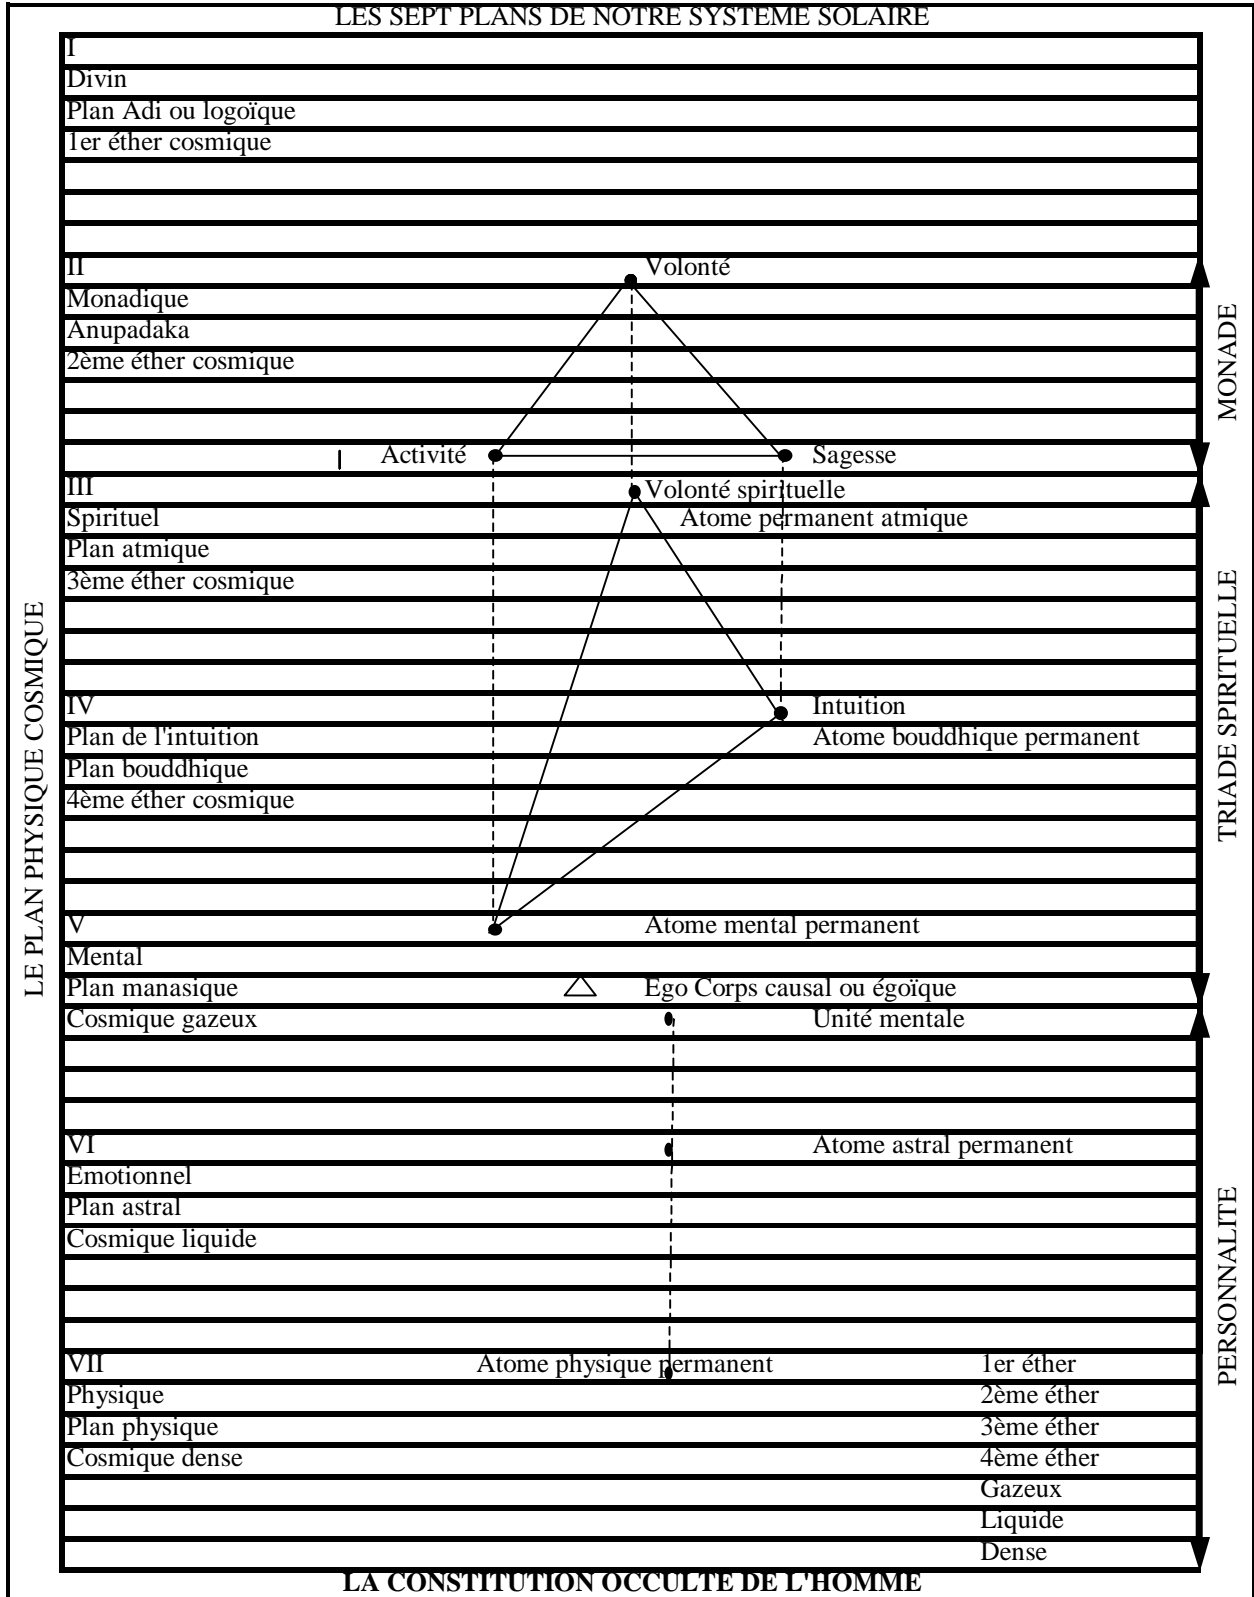 LES SEPT PLANS DE NOTRE SYSTEME SOLAIRE
I
Divin
Plan Adi ou logoïque
1er éther cosmique
II Volonté
Monadique
Anupadaka
2ème éther cosmique
Activité Sagesse
III Volonté spirituelle
Spirituel Atome permanent atmique
Plan atmique
3ème éther cosmique
IV Intuition
Plan de l'intuition Atome bouddhique permanent
Plan bouddhique
4ème éther cosmique
V Atome mental permanent
Mental
Plan manasique Ego Corps causal ou égoïque
Cosmique gazeux Unité mentale
VI Atome astral permanent
Emotionnel
Plan astral
Cosmique liquide
VII Atome physique permanent 1er éther
Physique 2ème éther
Plan physique 3ème éther
Cosmique dense 4ème éther
Gazeux
Liquide
Dense
LA CONSTITUTION OCCULTE DE L'HOMME
LE PLAN PHYSIQUE COSMIQUE
MONADE
TRIADE SPIRITUELLE
PERSONNALITE